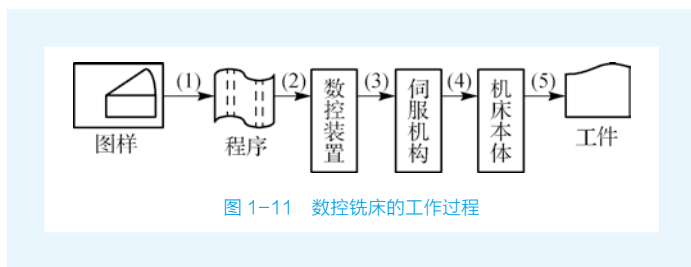 (1) (2) (3) (4) (5)
图样
程序
数控装置
伺服机构
机床本体
工件
图 1-11 数控铣床的工作过程